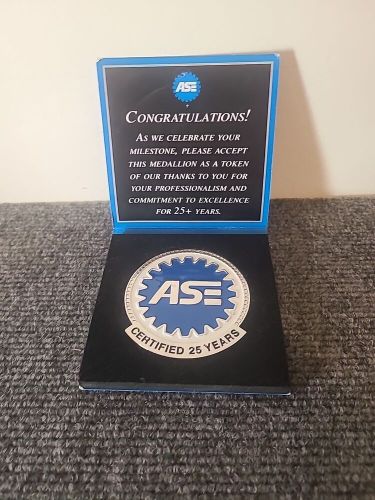 ASE
CONGRATULATIONS!
AS WE CELEBRATE YOUR
MILESTONE, PLEASE ACCEPT
THIS MEDALLION AS A TOKEN
OF OUR THANKS TO YOU FOR
YOUR PROFESSIONALISM AND
COMMITMENT TO EXCELLENCE
FOR 25+ YEARS.
ASE
CERTIFIED 25 YEARS